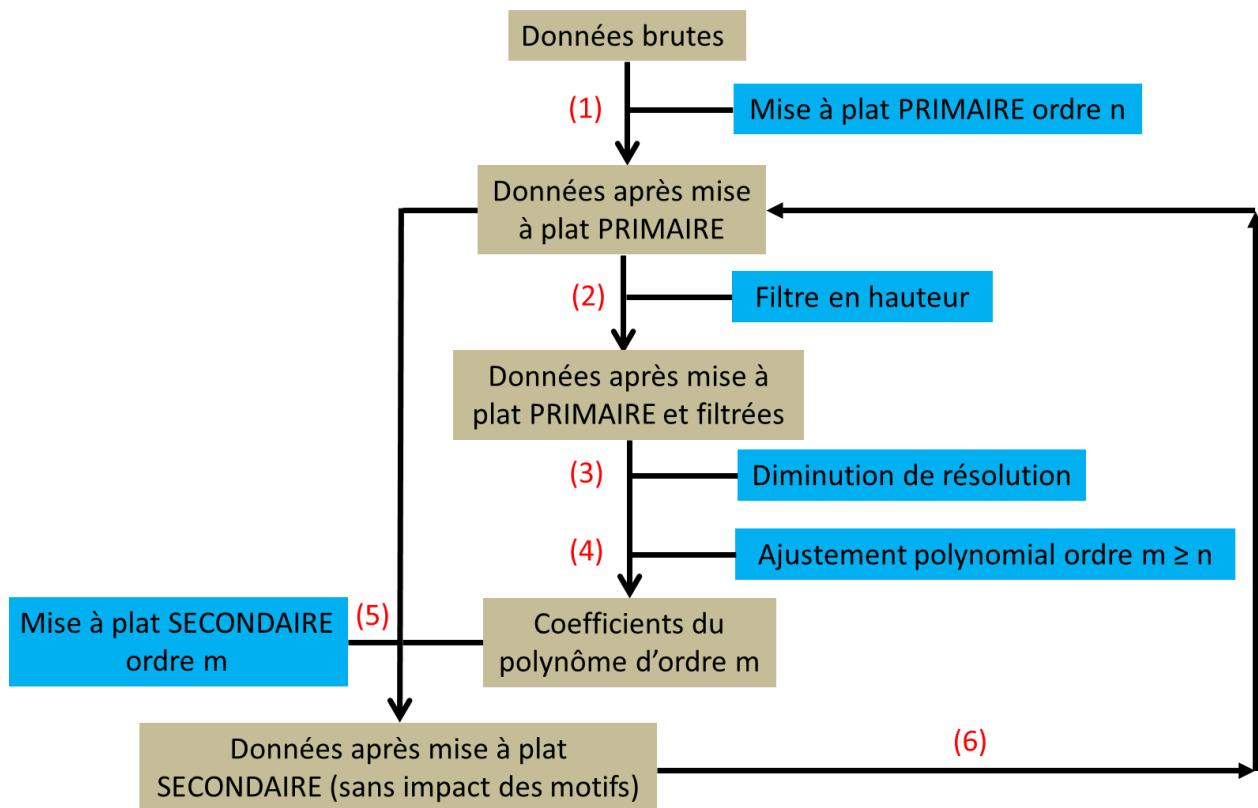 Données brutes
(1)
Mise à plat PRIMAIRE ordre n
Données après mise
à plat PRIMAIRE
(2)
Filtre en hauteur
Données après mise à
plat PRIMAIRE et filtrées
(3)
Diminution de résolution
(4)
Ajustement polynomial ordre m ≥ n
Mise à plat SECONDAIRE
ordre m
(5)
Coefficients du
polynôme d’ordre m
Données après mise à plat
SECONDAIRE (sans impact des motifs)
(6)